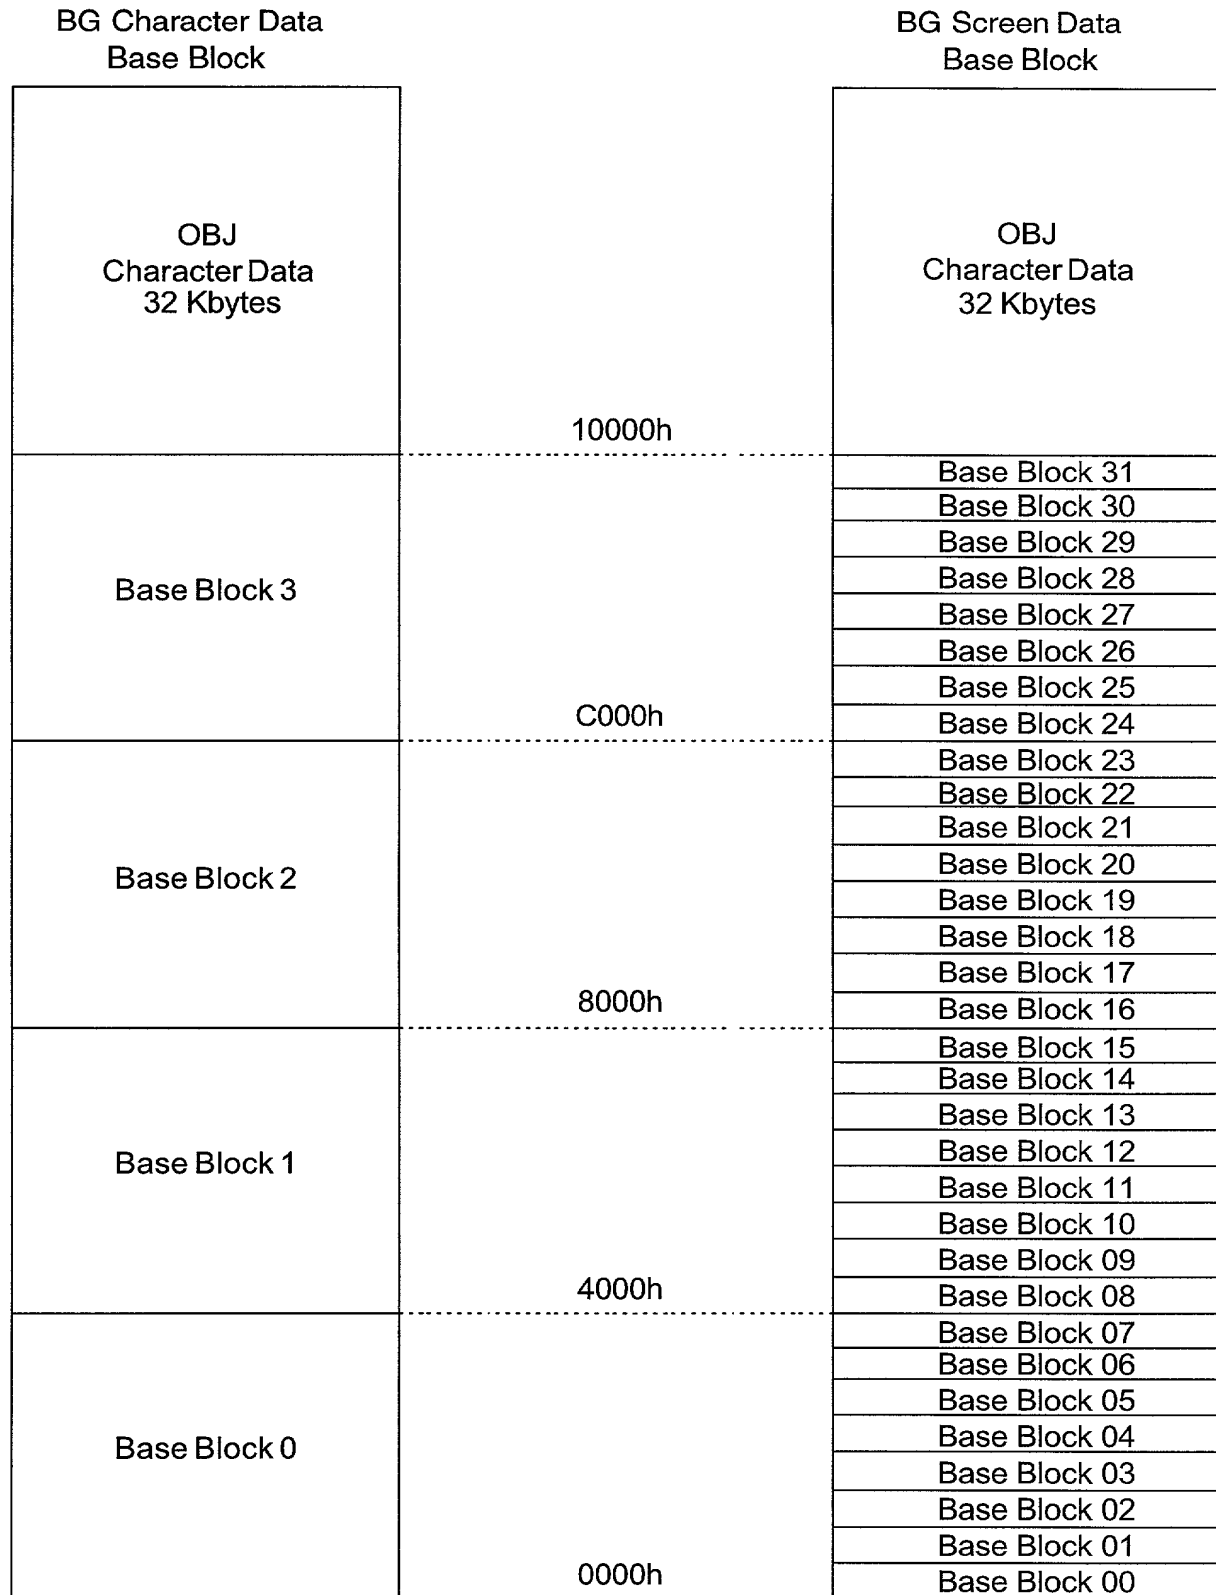 BG Character Data
Base Block
OBJ
Character Data
32 Kbytes
Base Block 3
Base Block 2
Base Block 1
Base Block 0
10000h
C000h
8000h
4000h
0000h
BG Screen Data
Base Block
OBJ
Character Data
32 Kbytes
Base Block 31
Base Block 30
Base Block 29
Base Block 28
Base Block 27
Base Block 26
Base Block 25
Base Block 24
Base Block 23
Base Block 22
Base Block 21
Base Block 20
Base Block 19
Base Block 18
Base Block 17
Base Block 16
Base Block 15
Base Block 14
Base Block 13
Base Block 12
Base Block 11
Base Block 10
Base Block 09
Base Block 08
Base Block 07
Base Block 06
Base Block 05
Base Block 04
Base Block 03
Base Block 02
Base Block 01
Base Block 00